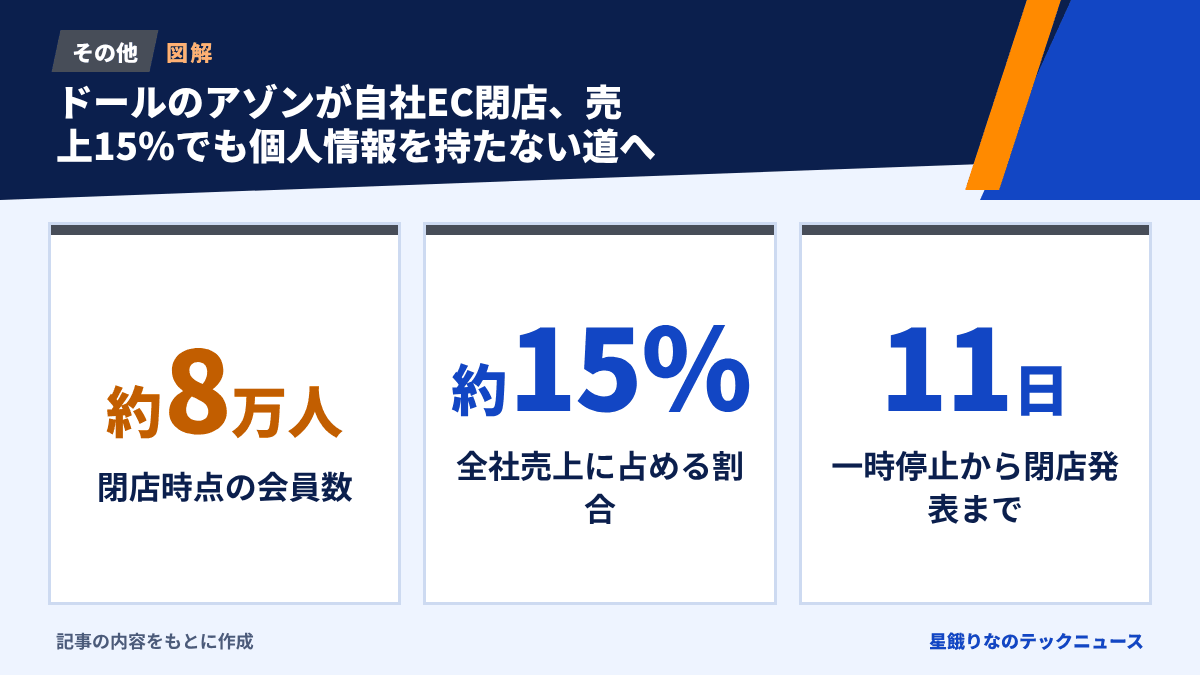 その他 図解
ドールのアゾンが自社EC閉店、売
上15%でも個人情報を持たない道へ
約8万人
閉店時点の会員数
約15%
全社売上に占める割
合
11日
一時停止から閉店発
表まで
記事の内容をもとに作成
星餓りなのテックニュース